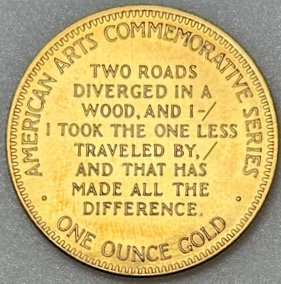 AMERICAN ARTS COMMEMORATIVE SERIES
TWO ROADS
DIVERGED IN A
WOOD, AND I-/
I TOOK THE ONE LESS
TRAVELED BY,/
AND THAT HAS
MADE ALL THE
DIFFERENCE.
· ONE OUNCE GOLD ·